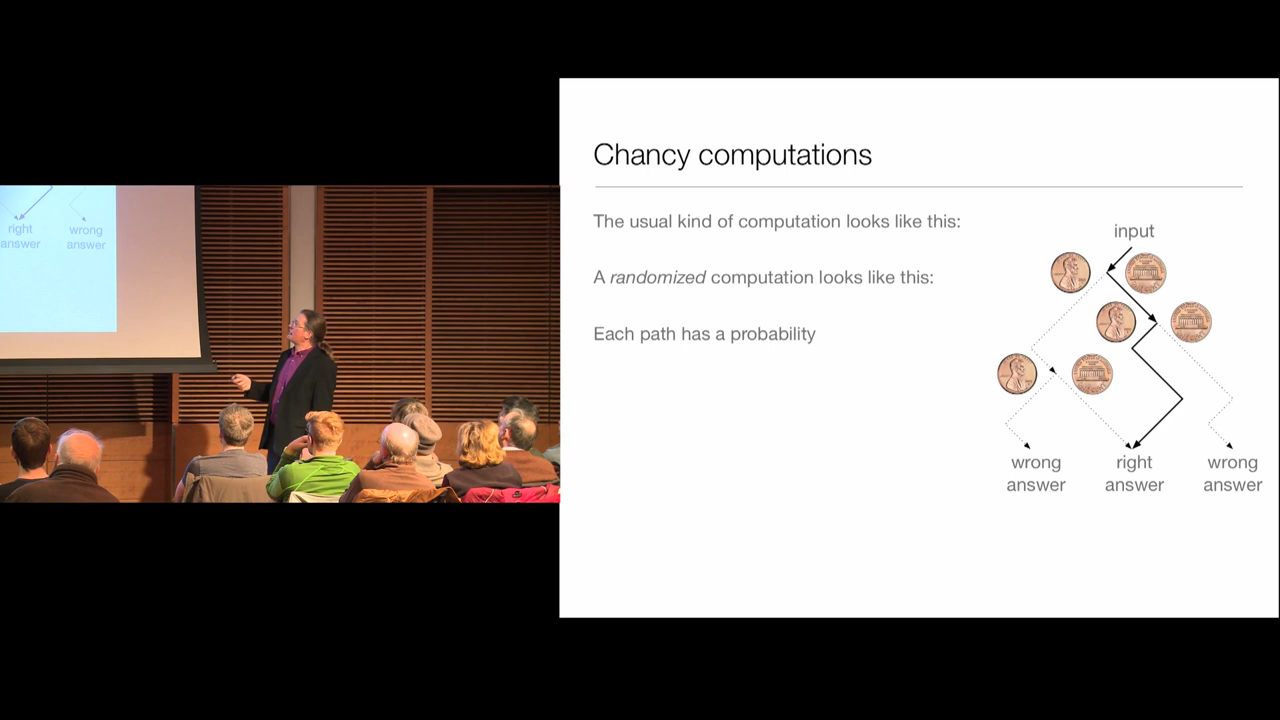 right
answer
wrong
answer
Chancy computations
The usual kind of computation looks like this:
A randomized computation looks like this:
Each path has a probability
input
wrong
answer
right
answer
wrong
answer